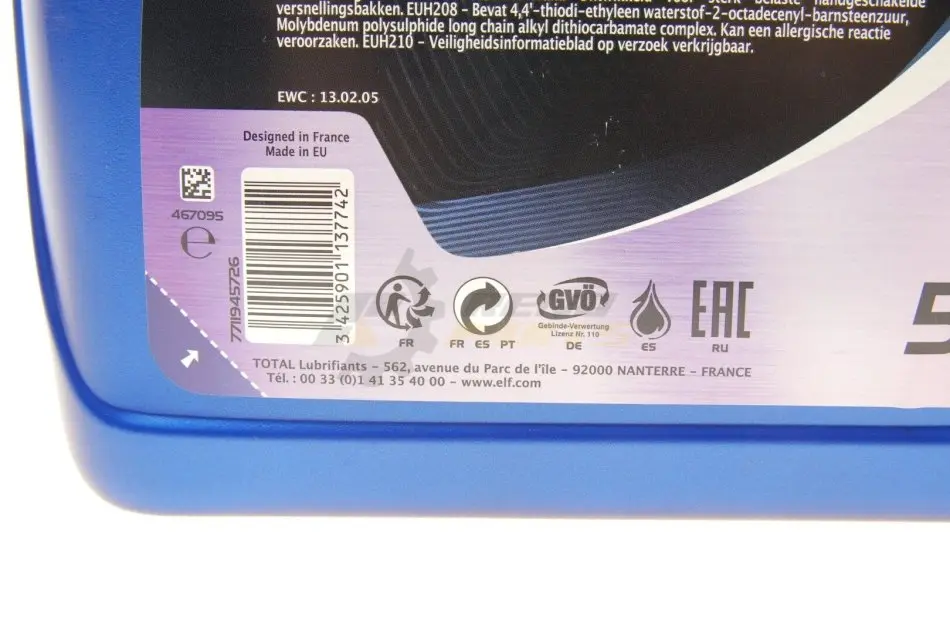 versnellingsbakken. EUH208 - Bevat 4,4'-thiodi-ethyleen waterstof-2-octadecenyl-barnsteenzuur,
Molybdenum polysulphide long chain alkyl dithiocarbamate complex. Kan een allergische reactie
veroorzaken. EUH210 - Veiligheidsinformatieblad op verzoek verkrijgbaar.
EWC : 13.02.05
Designed in France
Made in EU
467095
e
7711945726
3 425901 137742
GVÖ
Gebinde-Verwertung
Lizenz Nr. 110
EAC
FR
FR ES PT
DE
ES
RU
5
TOTAL Lubrifiants - 562, avenue du Parc de l'île - 92000 NANTERRE - FRANCE
Tél. : 00 33 (0)1 41 35 40 00 - www.elf.com